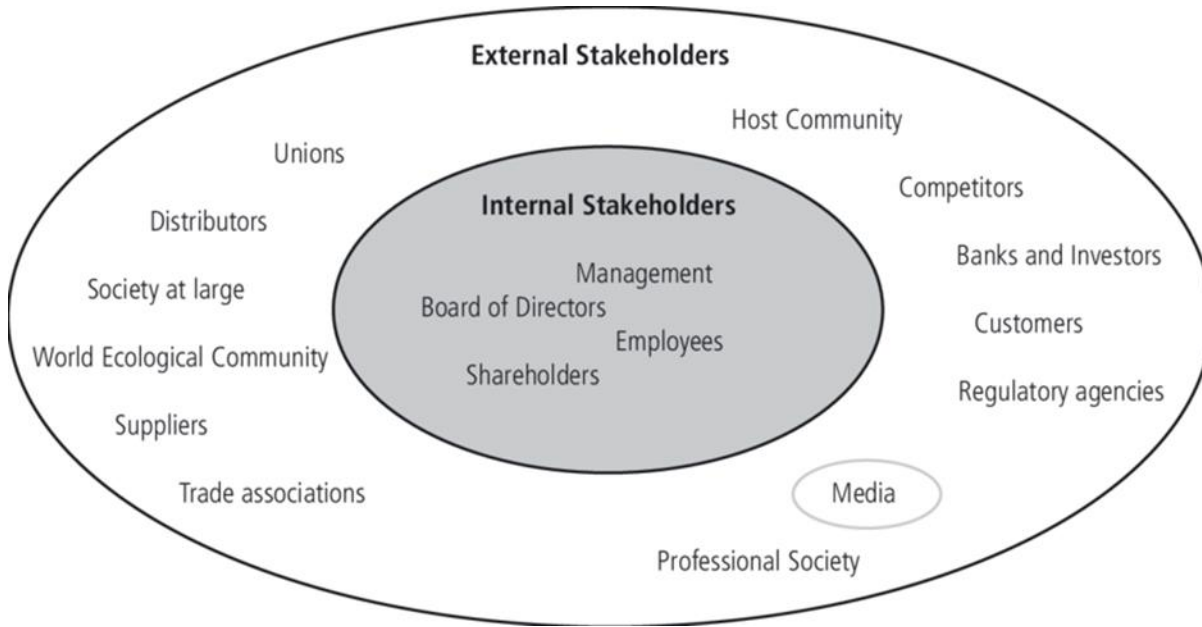 External Stakeholders
Host Community
Unions
Competitors
Internal Stakeholders
Distributors
Banks and Investors
Management
Society at large
Board of Directors
Customers
Employees
World Ecological Community
Shareholders
Regulatory agencies
Suppliers
Trade associations
Media
Professional Society